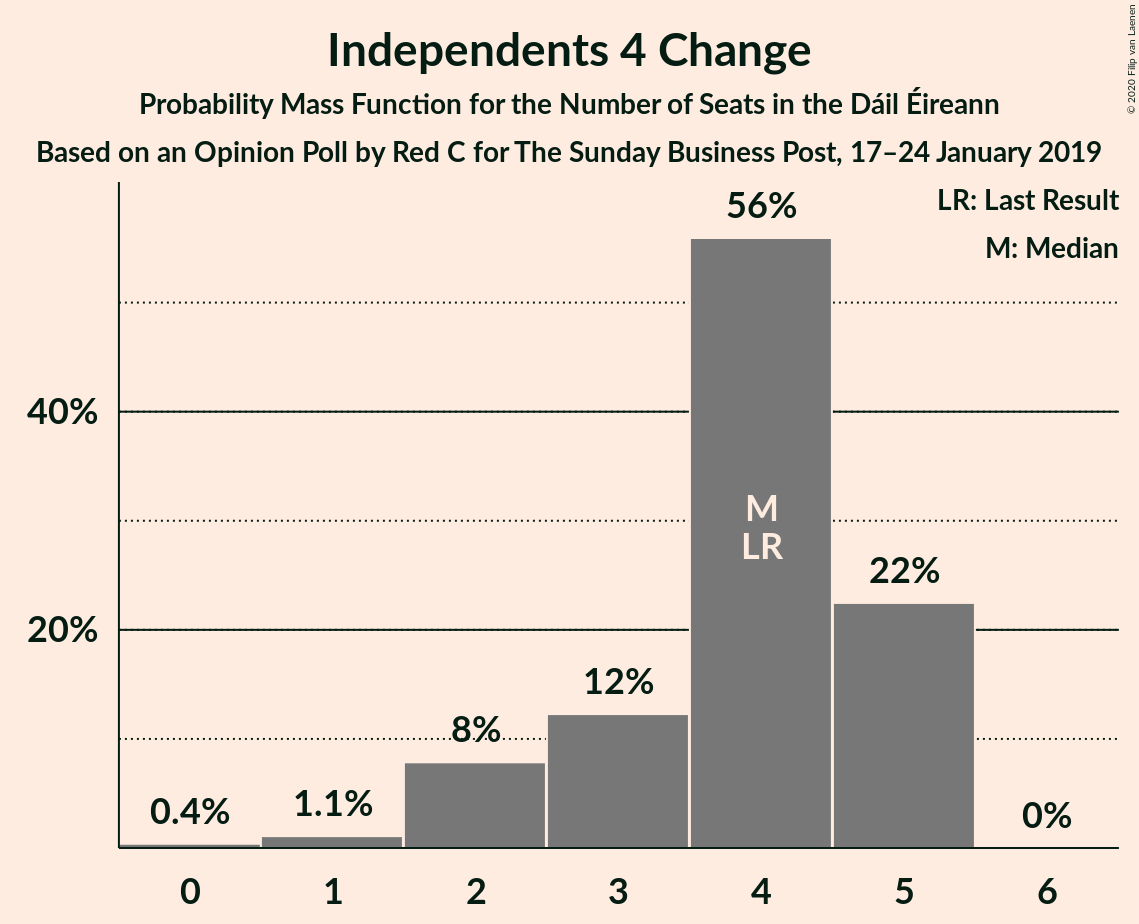 Independents 4 Change
Probability Mass Function for the Number of Seats in the Dáil Éireann
Based on an Opinion Poll by Red C for The Sunday Business Post, 17–24 January 2019
© 2020 Filip van Laenen
LR: Last Result
M: Median
56%
40%
M
LR
22%
20%
12%
8%
0.4%
1.1%
0%
0
1
2
3
4
5
6